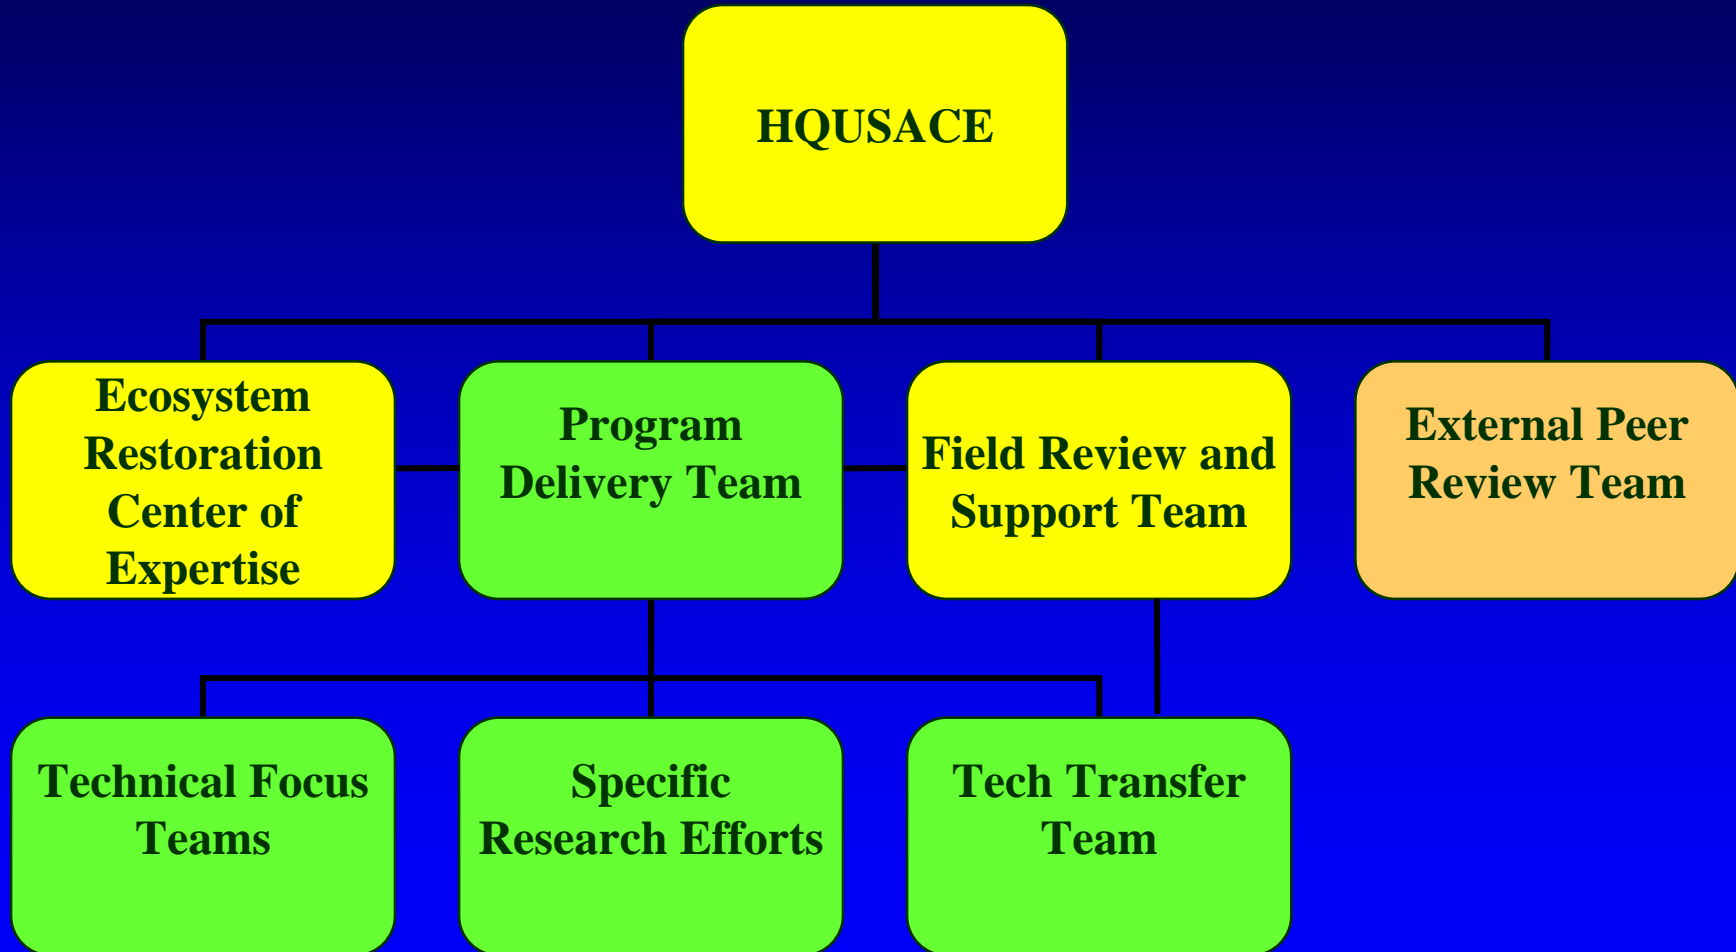 HQUSACE
Ecosystem
Restoration
Center of
Expertise
Program
Delivery Team
Field Review and
Support Team
External Peer
Review Team
Technical Focus
Teams
Specific
Research Efforts
Tech Transfer
Team